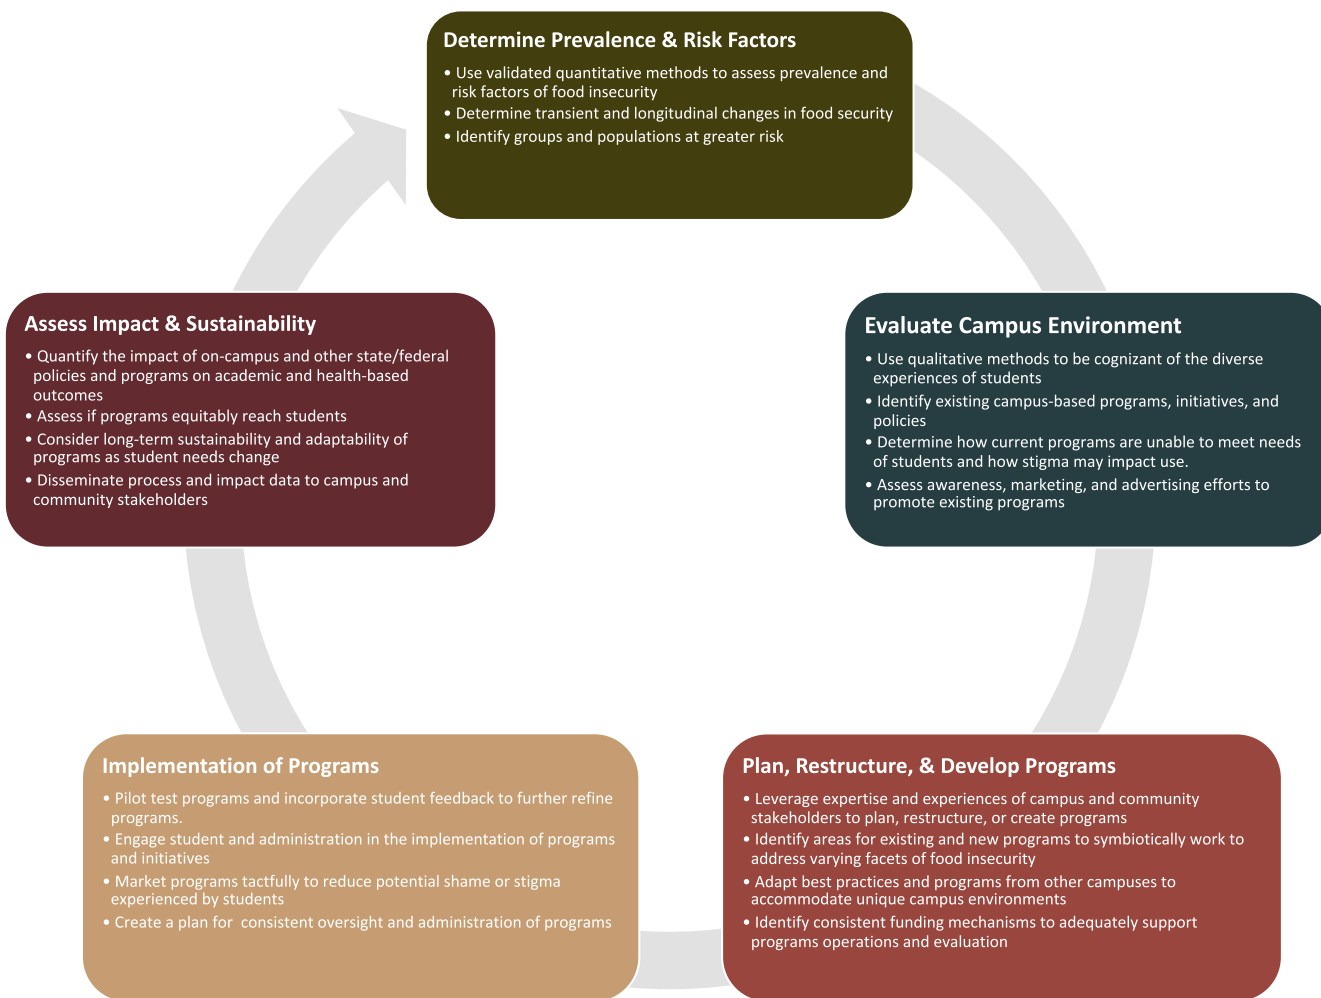 Determine Prevalence & Risk Factors
• Use validated quantitative methods to assess prevalence and
risk factors of food insecurity
• Determine transient and longitudinal changes in food security
• Identify groups and populations at greater risk
Evaluate Campus Environment
• Use qualitative methods to be cognizant of the diverse
experiences of students
• Identify existing campus-based programs, initiatives, and
policies
• Determine how current programs are unable to meet needs
of students and how stigma may impact use.
• Assess awareness, marketing, and advertising efforts to
promote existing programs
Plan, Restructure, & Develop Programs
• Leverage expertise and experiences of campus and community
stakeholders to plan, restructure, or create programs
• Identify areas for existing and new programs to symbiotically work to
address varying facets of food insecurity
• Adapt best practices and programs from other campuses to
accommodate unique campus environments
• Identify consistent funding mechanisms to adequately support
programs operations and evaluation
Implementation of Programs
• Pilot test programs and incorporate student feedback to further refine
programs.
• Engage student and administration in the implementation of programs
and initiatives
• Market programs tactfully to reduce potential shame or stigma
experienced by students
• Create a plan for  consistent oversight and administration of programs
Assess Impact & Sustainability
• Quantify the impact of on-campus and other state/federal
policies and programs on academic and health-based
outcomes
• Assess if programs equitably reach students
• Consider long-term sustainability and adaptability of
programs as student needs change
• Disseminate process and impact data to campus and
community stakeholders